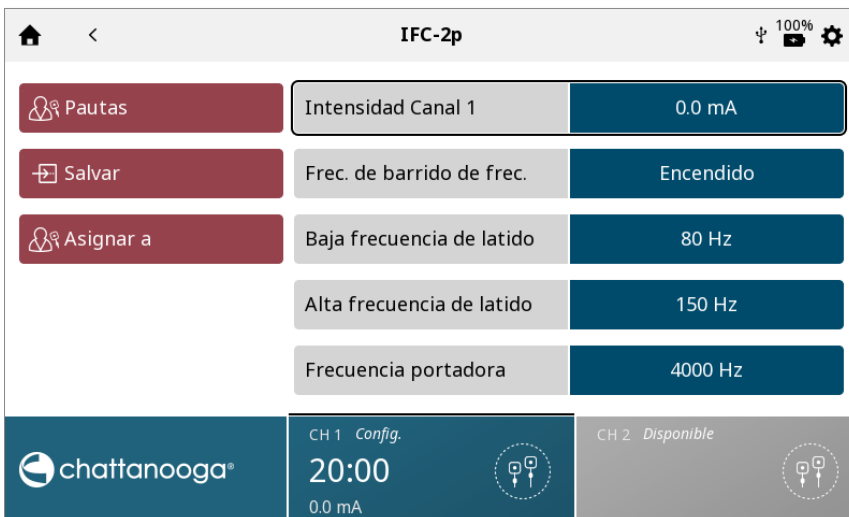 IFC-2p
100%
Pautas
Intensidad Canal 1
0.0 mA
Salvar
Frec. de barrido de frec.
Encendido
Asignar a
Baja frecuencia de latido
80 Hz
Alta frecuencia de latido
150 Hz
Frecuencia portadora
4000 Hz
chattanooga®
CH 1 Config.
20:00
0.0 mA
CH 2 Disponible